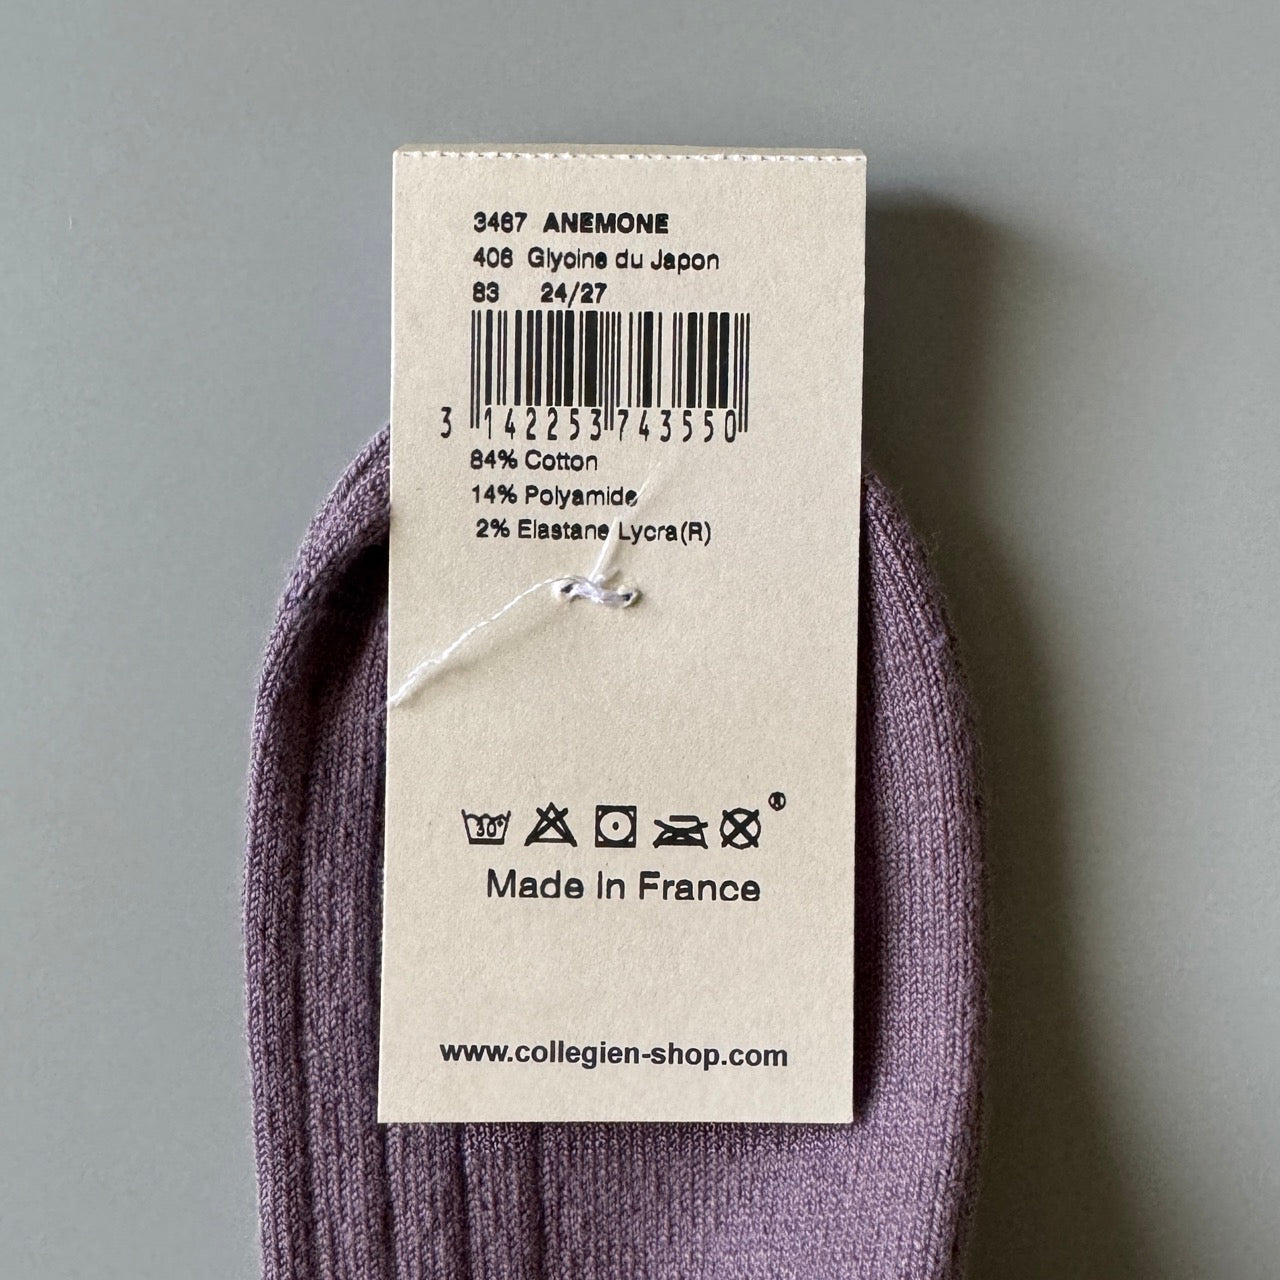 3467 ANEMONE
406 Glycine du Japon
83 24/27
3 142253 743550
84% Cotton
14% Polyamide
2% Elastane Lycra(R)
30°
®
Made In France
www.collegien-shop.com